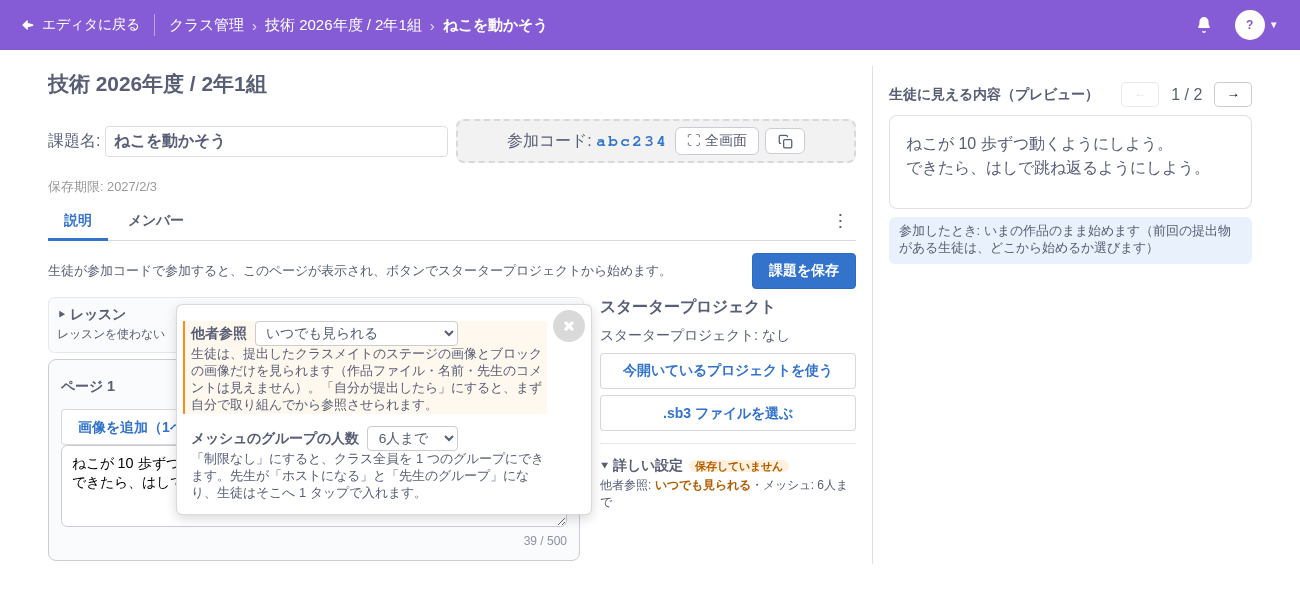 エディタに戻る
クラス管理 › 技術 2026年度 / 2年1組 › ねこを動かそう
?
技術 2026年度 / 2年1組
課題名: ねこを動かそう
参加コード: abc234 全画面
保存期限: 2027/2/3
説明 メンバー
生徒が参加コードで参加すると、このページが表示され、ボタンでスタータープロジェクトから始めます。
課題を保存
レッスン
レッスンを使わない
ページ 1
画像を追加（1ペ
ねこが 10 歩ずつ
できたら、はして
39 / 500
他者参照 いつでも見られる
生徒は、提出したクラスメイトのステージの画像とブロック
の画像だけを見られます（作品ファイル・名前・先生のコメ
ントは見えません）。「自分が提出したら」にすると、まず
自分で取り組んでから参照させられます。
メッシュのグループの人数 6人まで
「制限なし」にすると、クラス全員を 1 つのグループにでき
ます。先生が「ホストになる」と「先生のグループ」にな
り、生徒はそこへ 1 タップで入れます。
スタータープロジェクト
スタータープロジェクト: なし
今開いているプロジェクトを使う
.sb3 ファイルを選ぶ
詳しい設定 保存していません
他者参照: いつでも見られる・メッシュ: 6人ま
で
生徒に見える内容（プレビュー）
← 1 / 2 →
ねこが 10 歩ずつ動くようにしよう。
できたら、はしで跳ね返るようにしよう。
参加したとき: いまの作品のまま始めます（前回の提出物
がある生徒は、どこから始めるか選びます）